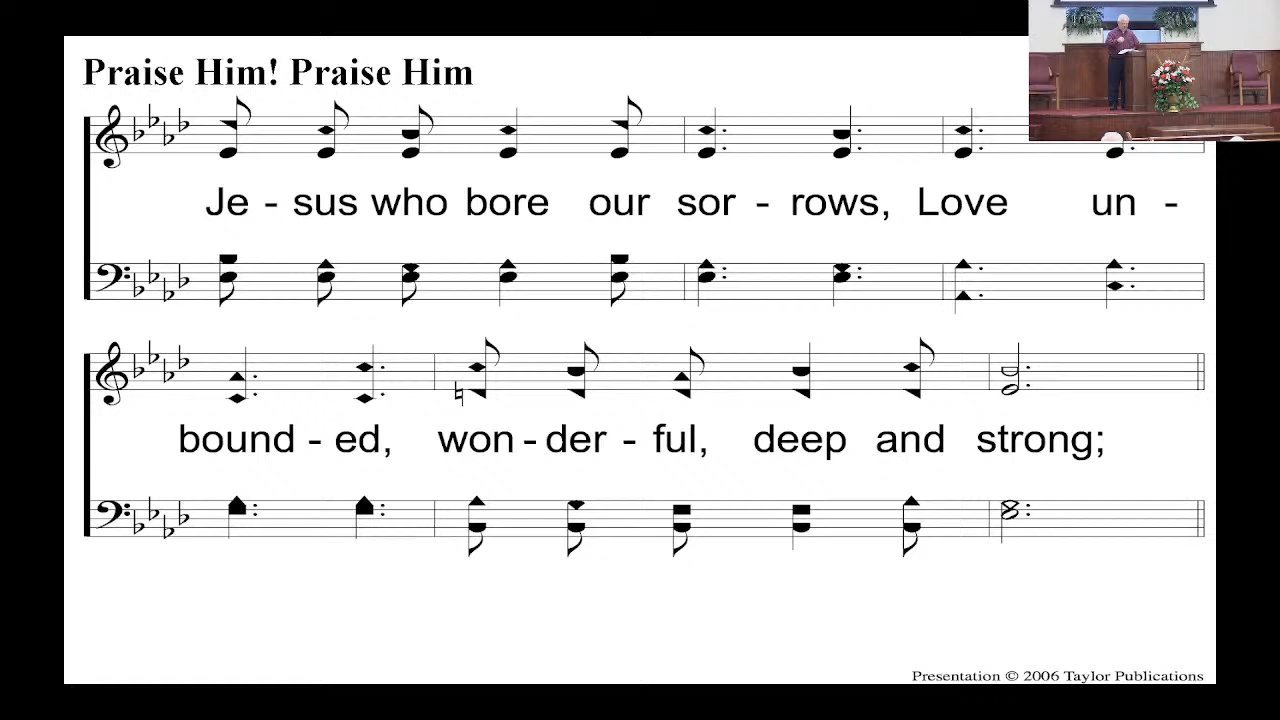 Praise Him! Praise Him
Je - sus who bore our sor - rows, Love un -
bound - ed, won - der - ful, deep and strong;
Presentation © 2006 Taylor Publications